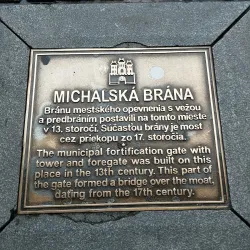 MICHALSKÁ BRÁNA
Bránu mestského opevnenia s vežou
a predbráním postavili na tomto mieste
v 13. storočí. Súčasťou brány je most
cez priekopu zo 17. storočia.
The municipal fortification gate with
tower and foregate was built on this
place in the 13th century. This part of
the gate formed a bridge over the moat,
dating from the 17th century.